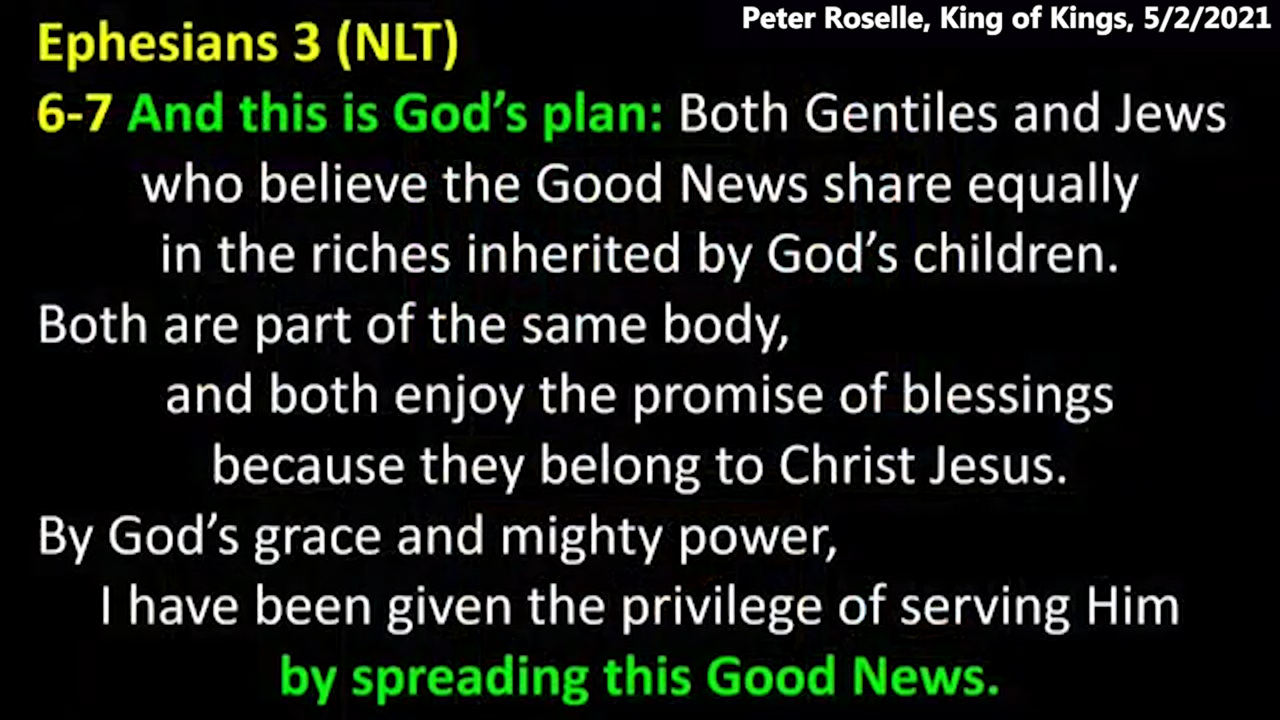 Peter Roselle, King of Kings, 5/2/2021
Ephesians 3 (NLT)
6-7 And this is God’s plan: Both Gentiles and Jews
who believe the Good News share equally
in the riches inherited by God’s children.
Both are part of the same body,
and both enjoy the promise of blessings
because they belong to Christ Jesus.
By God’s grace and mighty power,
I have been given the privilege of serving Him
by spreading this Good News.